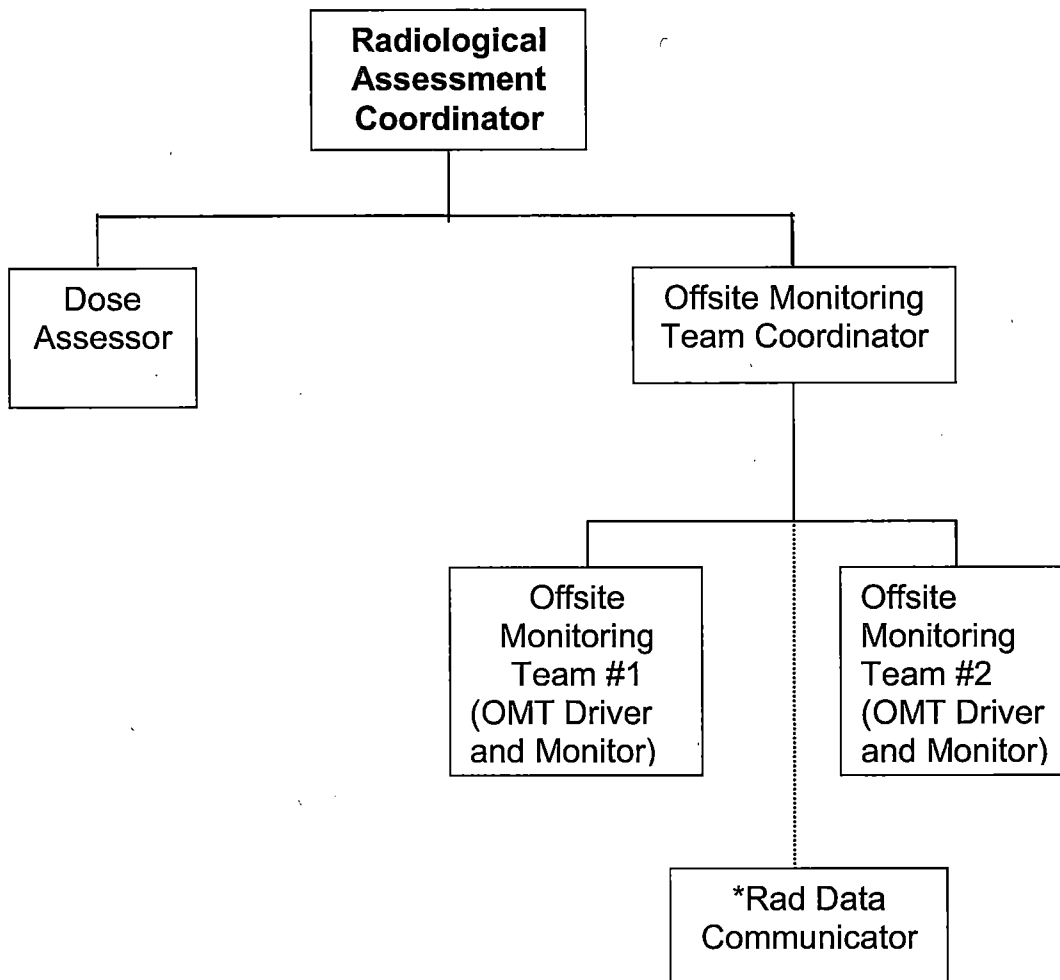 Radiological
Assessment
Coordinator
Dose
Assessor
Offsite Monitoring
Team Coordinator
Offsite
Monitoring
Team #1
(OMT Driver
and Monitor)
Offsite
Monitoring
Team #2
(OMT Driver
and Monitor)
*Rad Data
Communicator